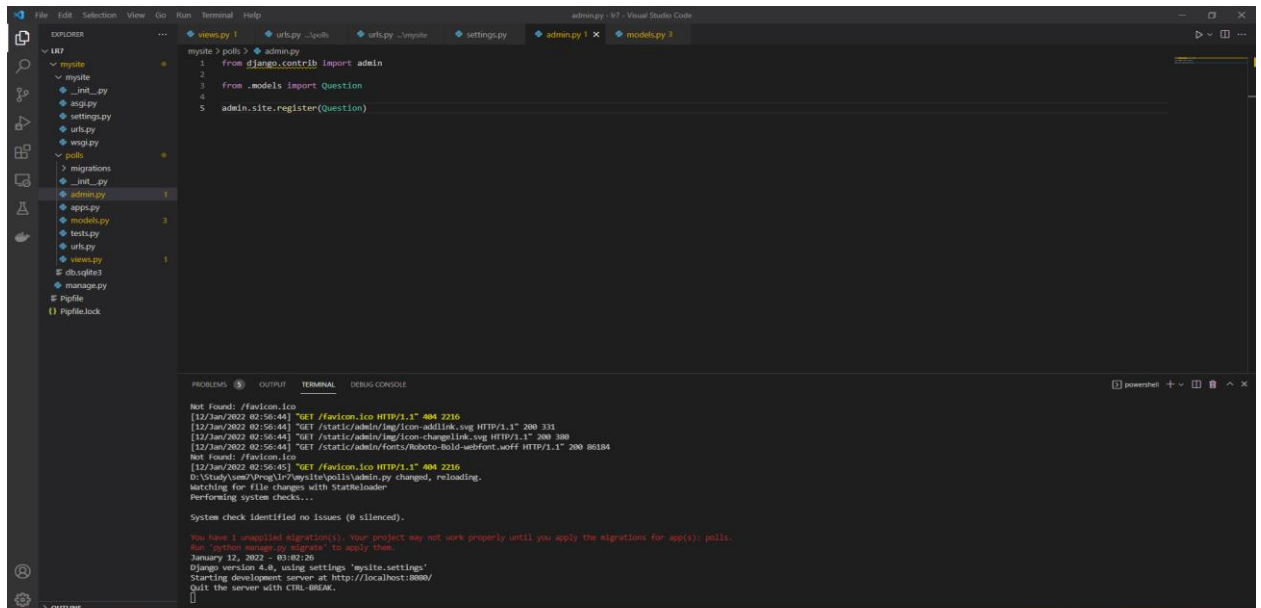 File Edit Selection View Go Run Terminal Help
admin.py - lr7 - Visual Studio Code
EXPLORER
LR7
mysite
mysite
__init__.py
asgi.py
settings.py
urls.py
wsgi.py
polls
migrations
__init__.py
admin.py 1
apps.py
models.py 3
tests.py
urls.py
views.py 1
db.sqlite3
manage.py
Pipfile
Pipfile.lock
OUTLINE
views.py 1 urls.py ...\polls urls.py ...\mysite settings.py admin.py 1 models.py 3
mysite > polls > admin.py
1 from django.contrib import admin
2
3 from .models import Question
4
5 admin.site.register(Question)
PROBLEMS 5 OUTPUT TERMINAL DEBUG CONSOLE
powershell
Not Found: /favicon.ico
[12/Jan/2022 02:56:44] "GET /favicon.ico HTTP/1.1" 404 2216
[12/Jan/2022 02:56:44] "GET /static/admin/img/icon-addlink.svg HTTP/1.1" 200 331
[12/Jan/2022 02:56:44] "GET /static/admin/img/icon-changelink.svg HTTP/1.1" 200 380
[12/Jan/2022 02:56:44] "GET /static/admin/fonts/Roboto-Bold-webfont.woff HTTP/1.1" 200 86184
Not Found: /favicon.ico
[12/Jan/2022 02:56:45] "GET /favicon.ico HTTP/1.1" 404 2216
D:\Study\sem7\Prog\lr7\mysite\polls\admin.py changed, reloading.
Watching for file changes with StatReloader
Performing system checks...
System check identified no issues (0 silenced).
You have 1 unapplied migration(s). Your project may not work properly until you apply the migrations for app(s): polls.
Run 'python manage.py migrate' to apply them.
January 12, 2022 - 03:02:26
Django version 4.0, using settings 'mysite.settings'
Starting development server at http://localhost:8080/
Quit the server with CTRL-BREAK.